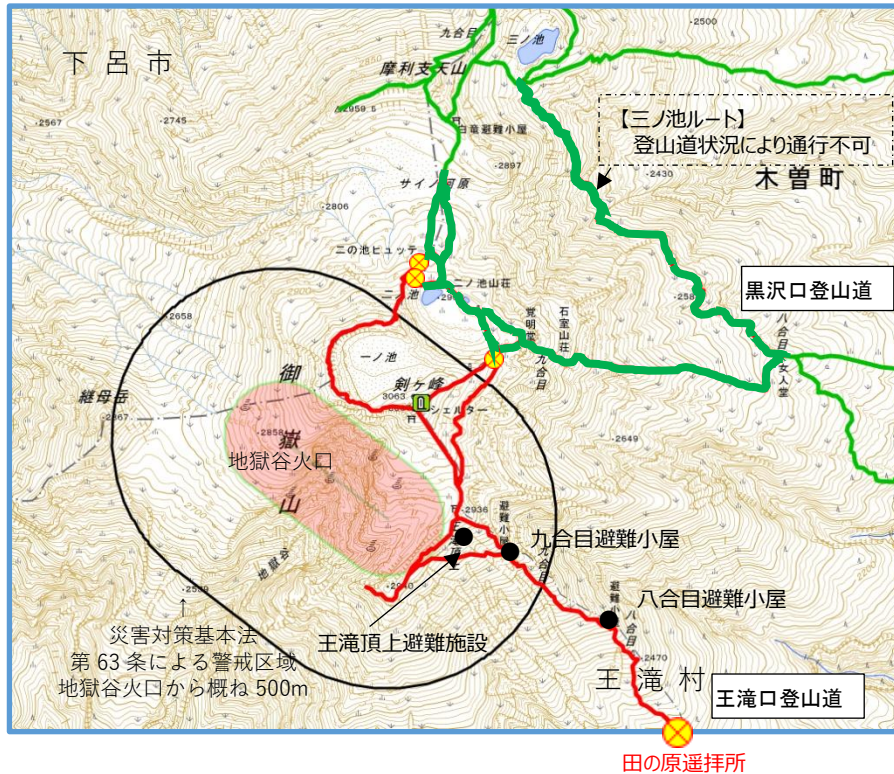 下呂市
九合目
三ノ池
2500
摩利支天山
2959.5
2567
2745
白竜避難小屋
【三ノ池ルート】
登山道状況により通行不可
2897
2430
木曽町
サイノ河原
2806
二の池ヒュッテ
二ノ池山荘
二ノ池
黒沢口登山道
2658
覚明堂
石室山荘
九合目
八合目
女人堂
一ノ池
剣ヶ峰
3063
シェルター
継母岳
2867
御嶽山
2858
地獄谷火口
2649
2936
避難小屋
九合目避難小屋
九合目
地獄谷
八合目避難小屋
八合目
王滝頂上避難施設
災害対策基本法
第63条による警戒区域
地獄谷火口から概ね500m
2470
王滝村
王滝口登山道
田の原遥拝所